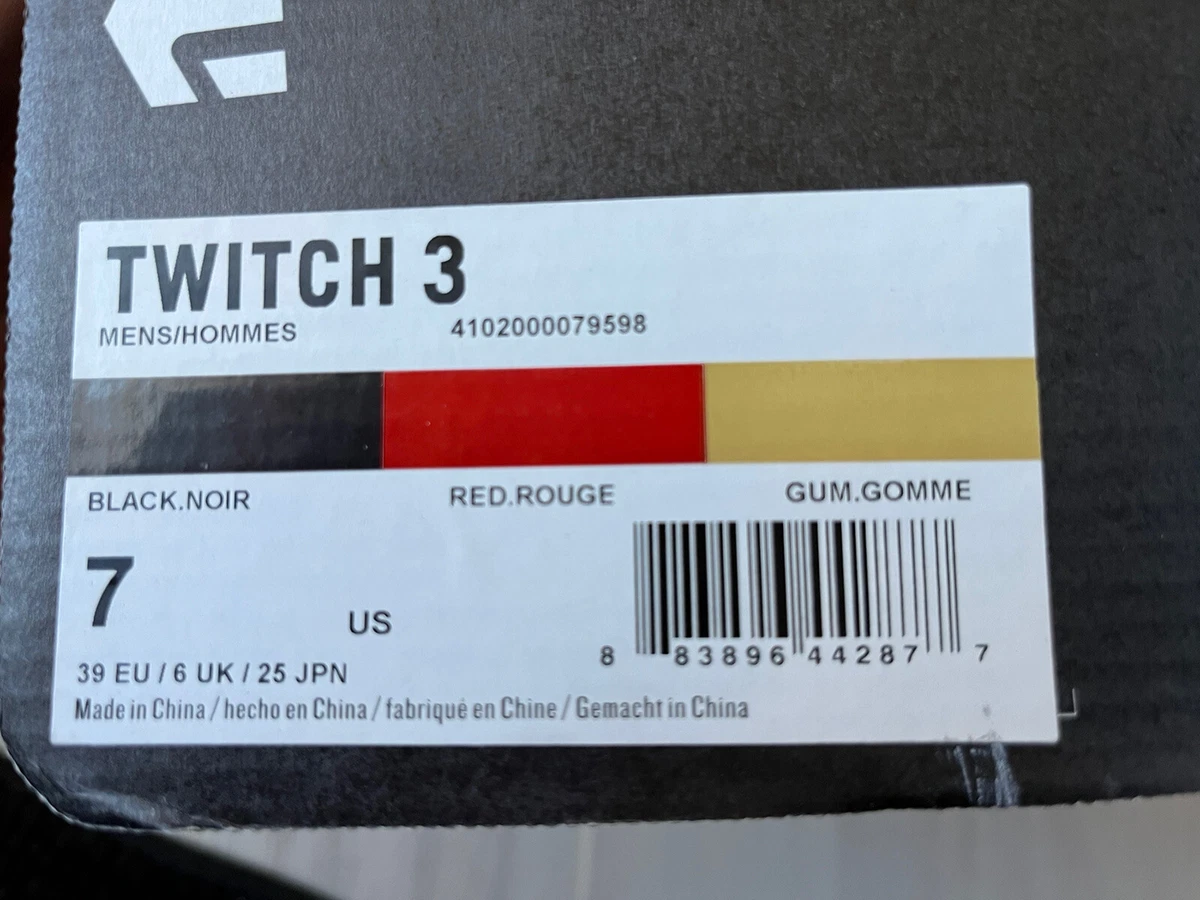 TWITCH 3
MENS/HOMMES 4102000079598
BLACK.NOIR RED.ROUGE GUM.GOMME
7 US
39 EU / 6 UK / 25 JPN
8 83896 44287 7
Made in China / hecho en China / fabriqué en Chine / Gemacht in China